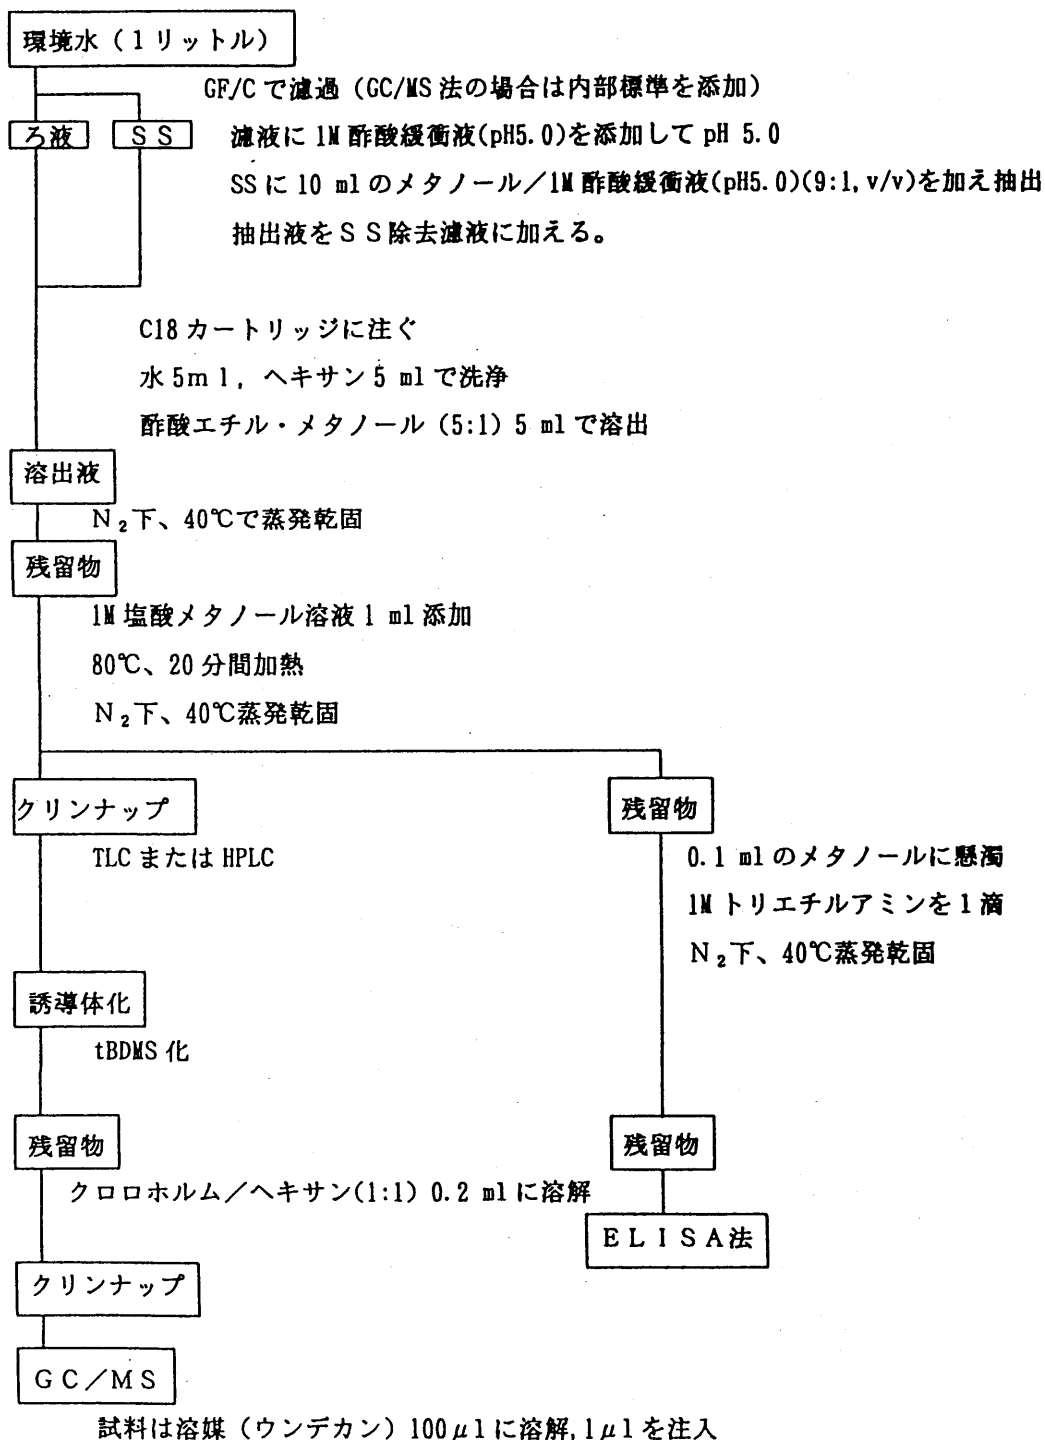 環境水（１リットル）
GF/Cで濾過（GC/MS法の場合は内部標準を添加）
ろ液
ＳＳ
濾液に1M酢酸緩衝液(pH5.0)を添加してpH 5.0
SSに10 mlのメタノール／1M酢酸緩衝液(pH5.0)(9:1,v/v)を加え抽出
抽出液をＳＳ除去濾液に加える。
C18カートリッジに注ぐ
水5ml，ヘキサン5 mlで洗浄
酢酸エチル・メタノール（5:1）5 mlで溶出
溶出液
Ｎ₂下、40℃で蒸発乾固
残留物
1M塩酸メタノール溶液1 ml添加
80℃、20分間加熱
Ｎ₂下、40℃蒸発乾固
クリンナップ
TLCまたはHPLC
誘導体化
tBDMS化
残留物
クロロホルム／ヘキサン(1:1) 0.2 mlに溶解
クリンナップ
ＧＣ／ＭＳ
試料は溶媒（ウンデカン）100μlに溶解,1μlを注入
残留物
0.1 mlのメタノールに懸濁
1Mトリエチルアミンを1滴
Ｎ₂下、40℃蒸発乾固
残留物
ＥＬＩＳＡ法